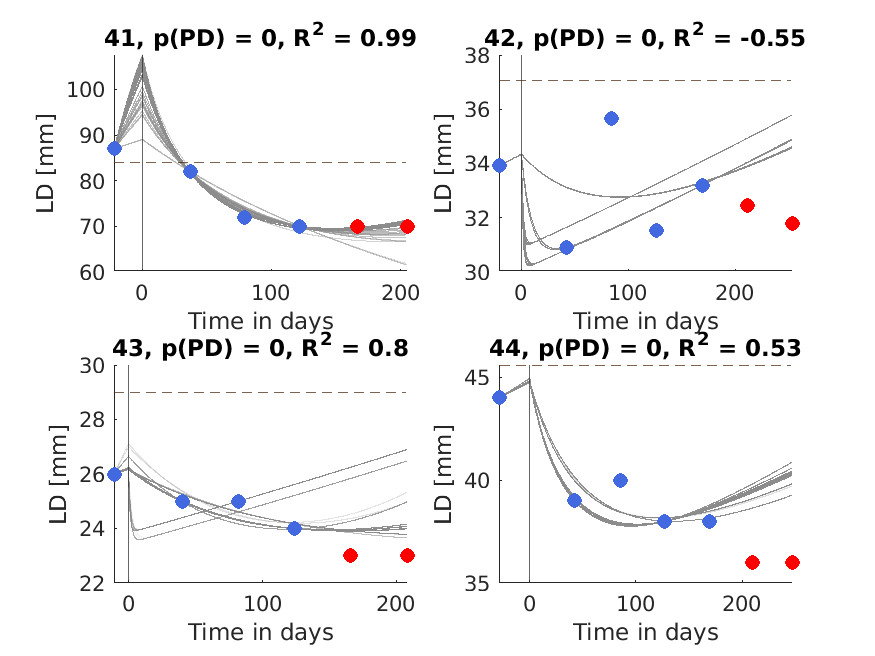 41, p(PD) = 0, R² = 0.99
LD [mm]
100
90
80
70
60
0
100
200
Time in days
42, p(PD) = 0, R² = -0.55
LD [mm]
38
36
34
32
30
0
100
200
Time in days
43, p(PD) = 0, R² = 0.8
LD [mm]
30
28
26
24
22
0
100
200
Time in days
44, p(PD) = 0, R² = 0.53
LD [mm]
45
40
35
0
100
200
Time in days